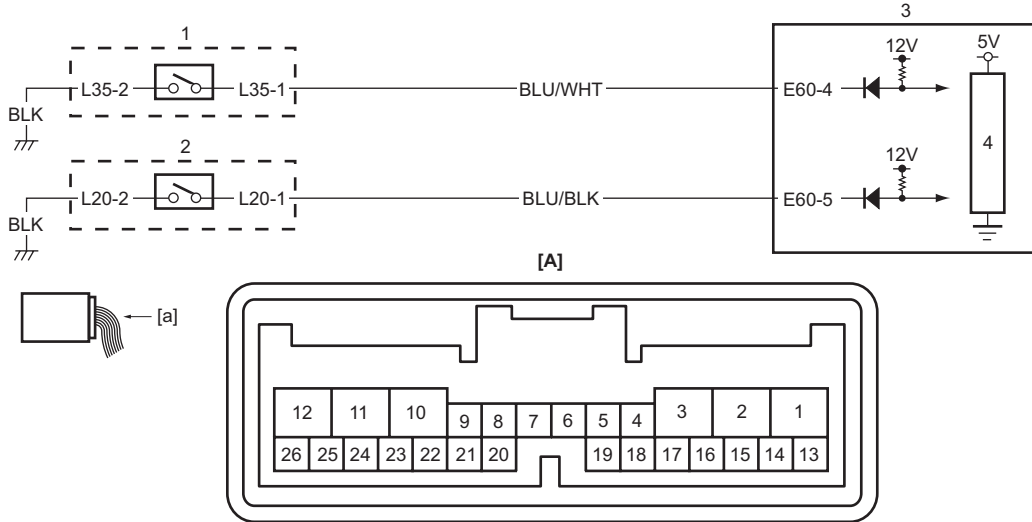 1
3
12V
5V
L35-2
L35-1
BLU/WHT
E60-4
BLK
4
2
12V
L20-2
L20-1
BLU/BLK
E60-5
BLK
[A]
[a]
12 11 10 9 8 7 6 5 4 3 2 1
26 25 24 23 22 21 20 19 18 17 16 15 14 13